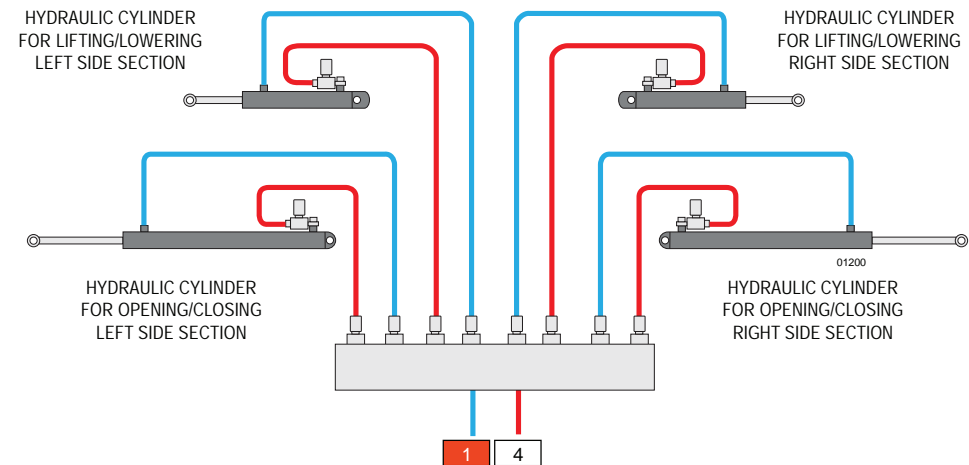 HYDRAULIC CYLINDER
FOR LIFTING/LOWERING
LEFT SIDE SECTION
HYDRAULIC CYLINDER
FOR LIFTING/LOWERING
RIGHT SIDE SECTION
01200
HYDRAULIC CYLINDER
FOR OPENING/CLOSING
LEFT SIDE SECTION
HYDRAULIC CYLINDER
FOR OPENING/CLOSING
RIGHT SIDE SECTION
1
4